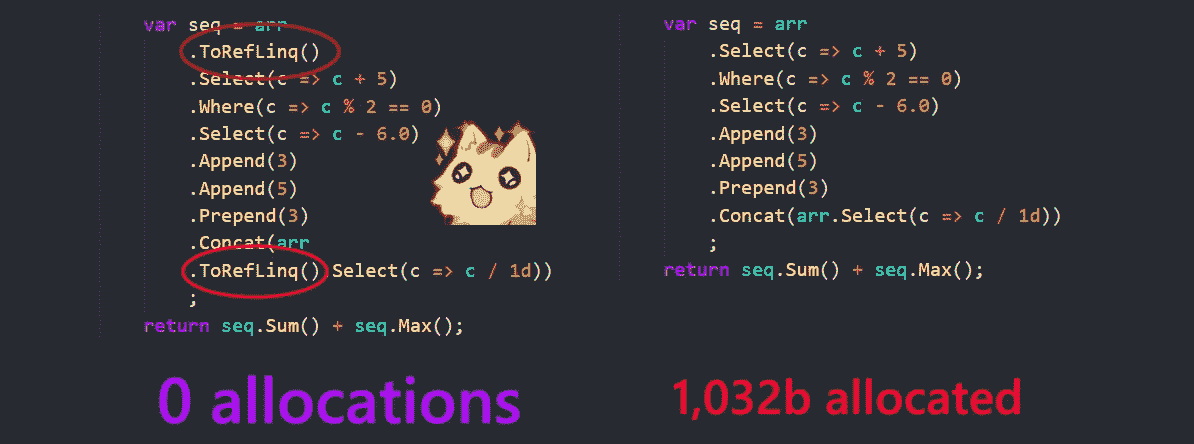 var seq = arr
.ToRefLinq()
.Select(c => c + 5)
.Where(c => c % 2 == 0)
.Select(c => c - 6.0)
.Append(3)
.Append(5)
.Prepend(3)
.Concat(arr
.ToRefLinq().Select(c => c / 1d))
;
return seq.Sum() + seq.Max();
0 allocations
var seq = arr
.Select(c => c + 5)
.Where(c => c % 2 == 0)
.Select(c => c - 6.0)
.Append(3)
.Append(5)
.Prepend(3)
.Concat(arr.Select(c => c / 1d))
;
return seq.Sum() + seq.Max();
1,032b allocated